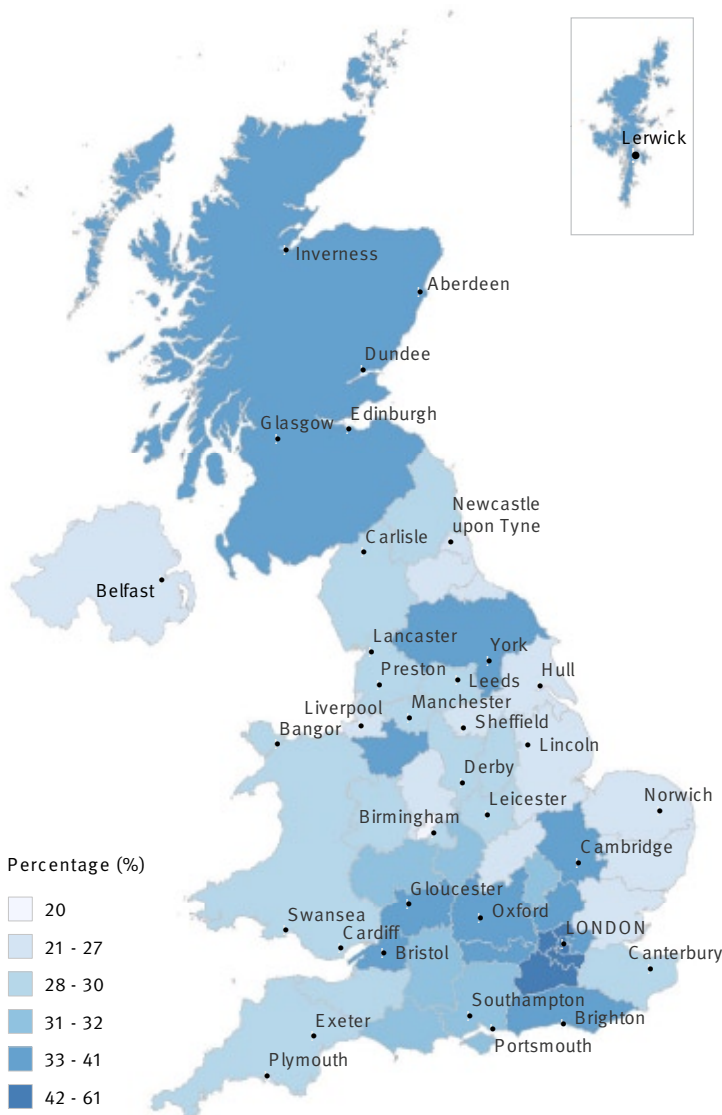 Lerwick
Inverness
Aberdeen
Dundee
Edinburgh
Glasgow
Newcastle
upon Tyne
Carlisle
Belfast
Lancaster
York
Preston
Leeds
Hull
Liverpool
Manchester
Bangor
Sheffield
Lincoln
Derby
Leicester
Norwich
Birmingham
Cambridge
Percentage (%)
20
21 - 27
28 - 30
31 - 32
33 - 41
42 - 61
Gloucester
Oxford
Swansea
Cardiff
LONDON
Bristol
Canterbury
Southampton
Exeter
Brighton
Portsmouth
Plymouth